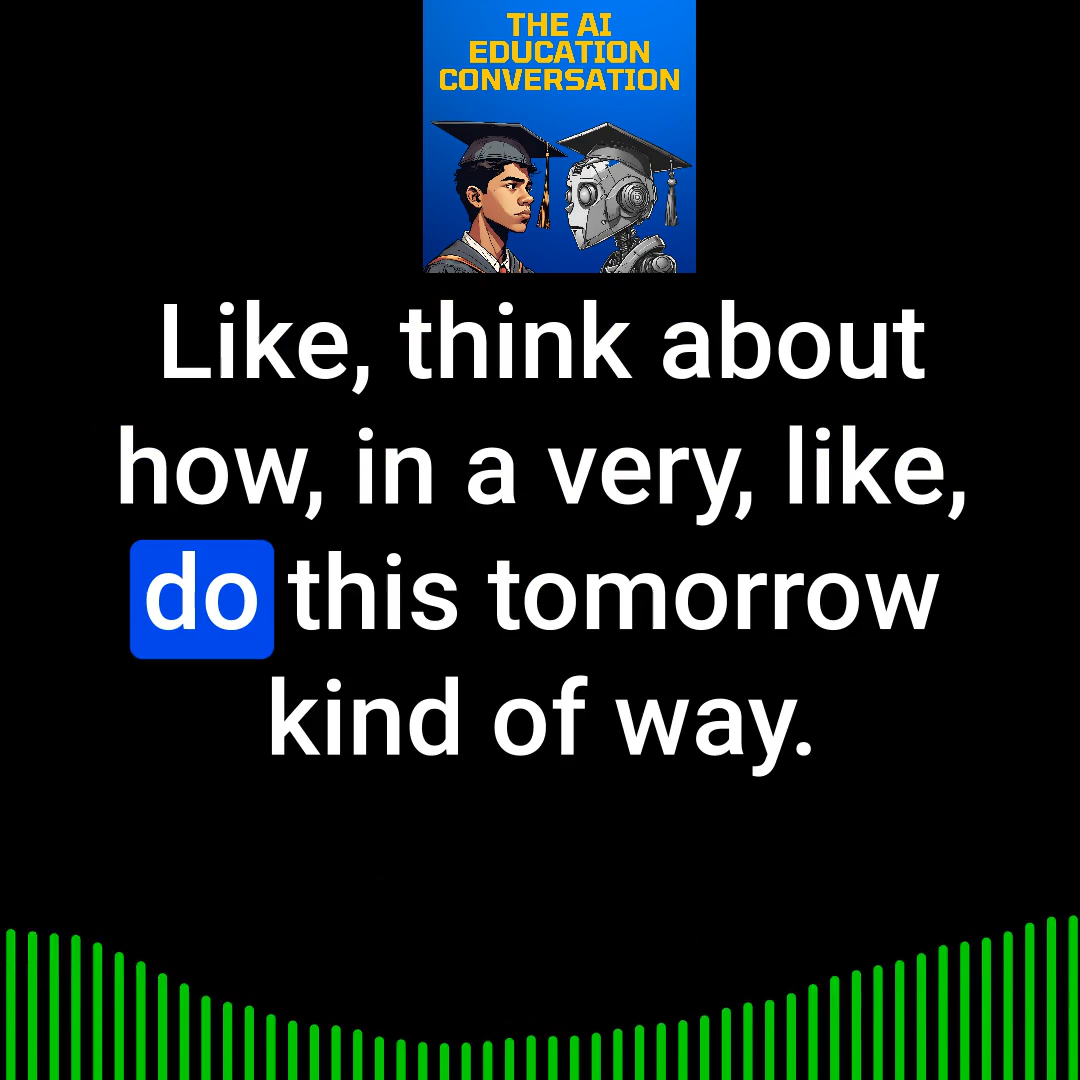 THE AI
EDUCATION
CONVERSATION
Like, think about
how, in a very, like,
do this tomorrow
kind of way.